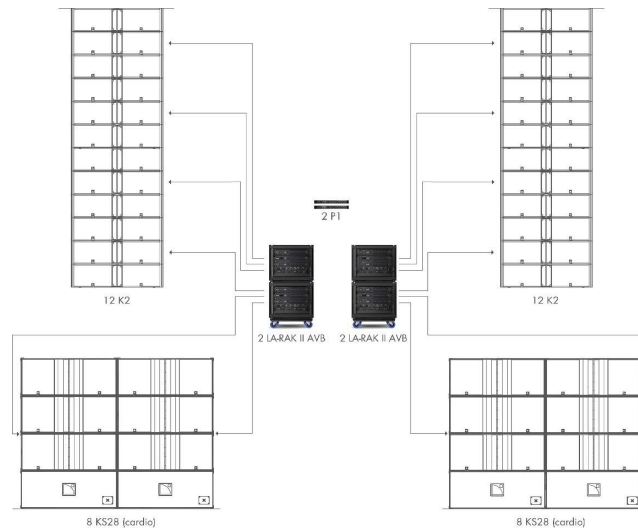 2 P1
12 K2
12 K2
2 LA-RAK II AVB
2 LA-RAK II AVB
8 KS28 (cardio)
8 KS28 (cardio)